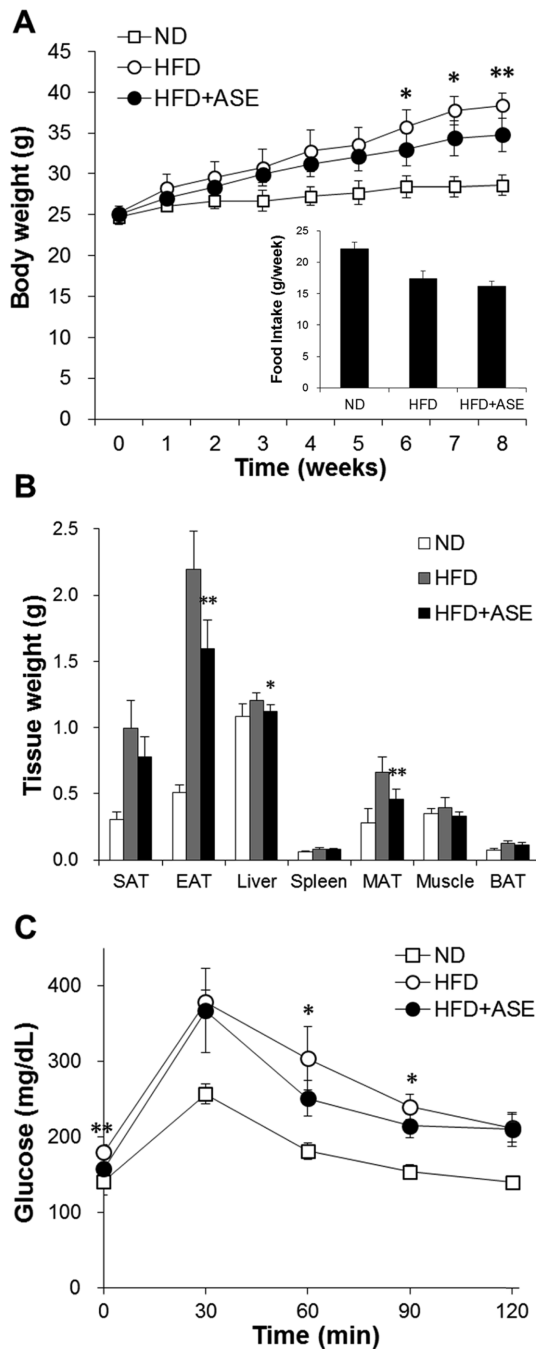 A
ND
HFD
HFD+ASE
Body weight (g)
45
40
35
30
25
20
15
10
5
0
* * **
Food Intake (g/week)
25
20
15
10
5
0
ND HFD HFD+ASE
0 1 2 3 4 5 6 7 8
Time (weeks)
B
ND
HFD
HFD+ASE
Tissue weight (g)
2.5
2.0
1.5
1.0
0.5
0.0
** * **
SAT EAT Liver Spleen MAT Muscle BAT
C
ND
HFD
HFD+ASE
Glucose (mg/dL)
400
300
200
100
0
** * *
0 30 60 90 120
Time (min)